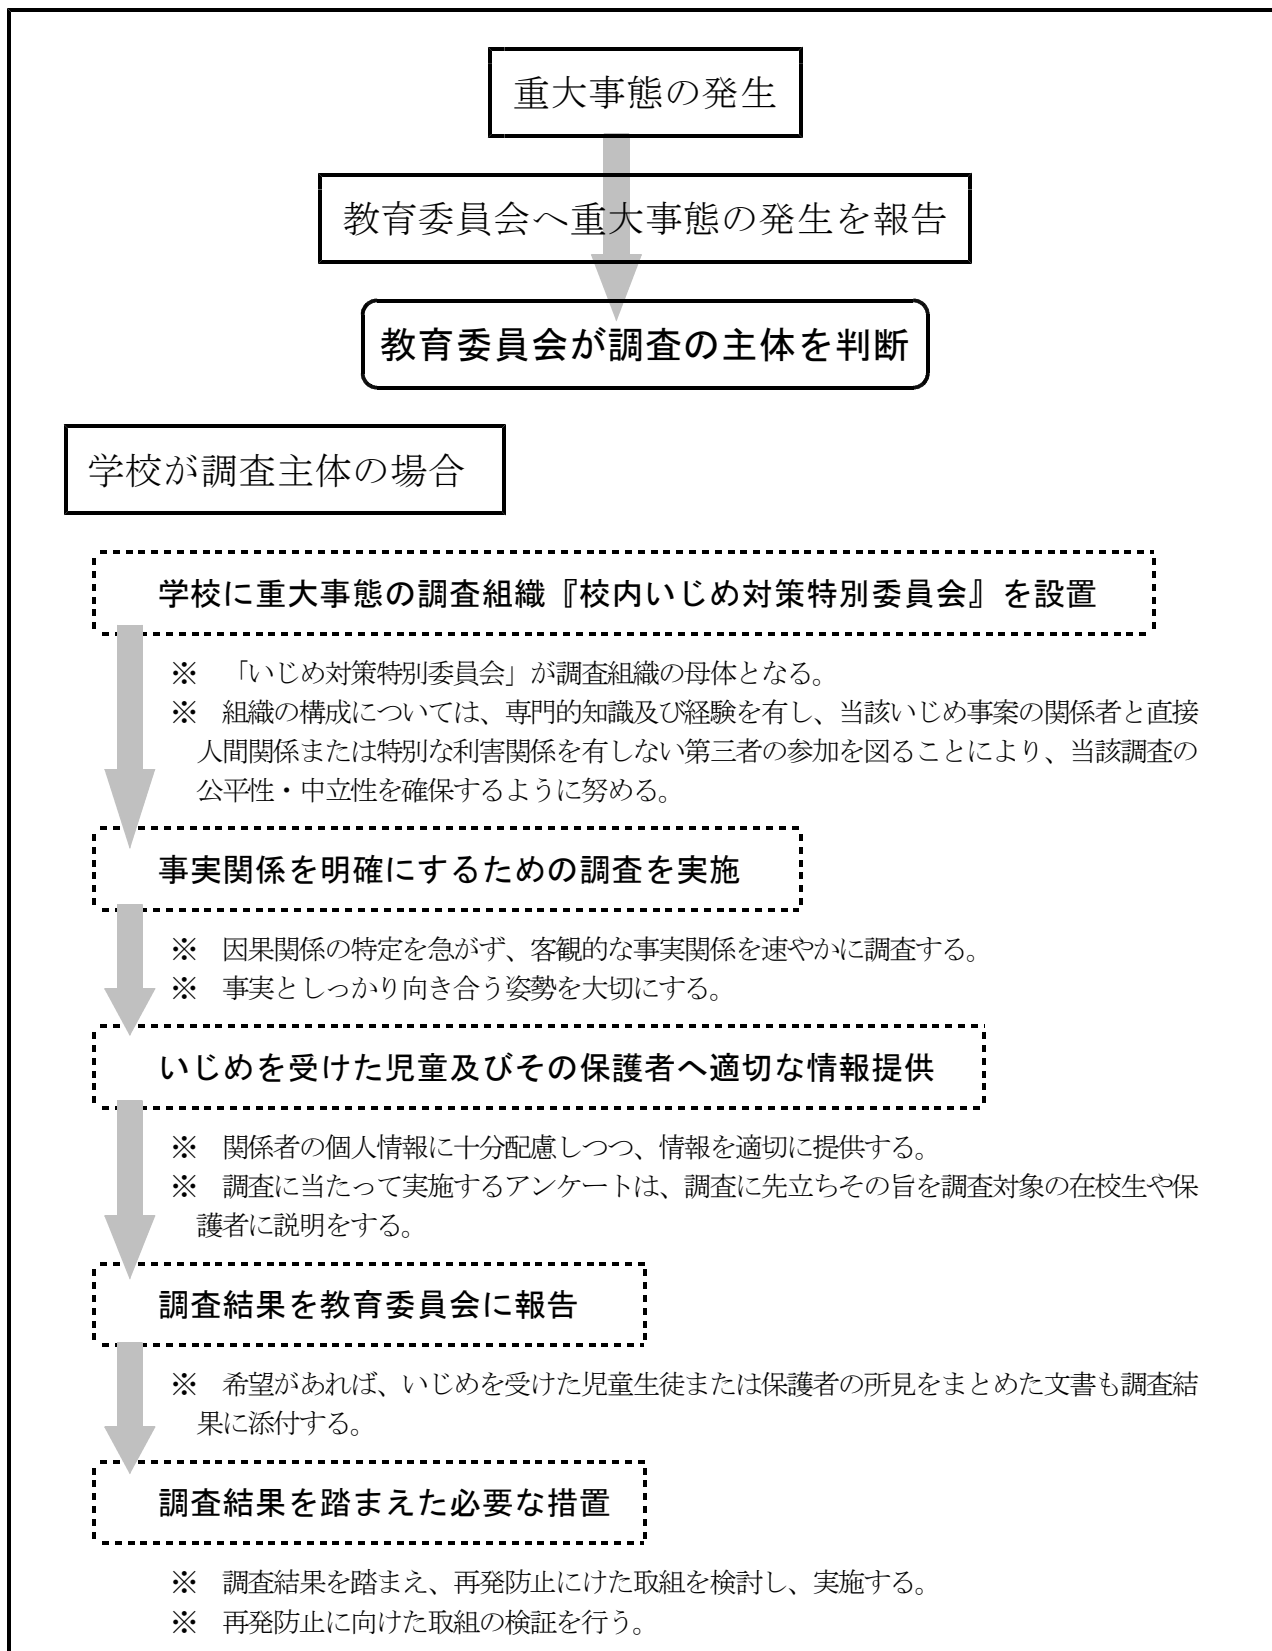 重大事態の発生
教育委員会へ重大事態の発生を報告
教育委員会が調査の主体を判断
学校が調査主体の場合
学校に重大事態の調査組織『校内いじめ対策特別委員会』を設置
※　「いじめ対策特別委員会」が調査組織の母体となる。
※　組織の構成については、専門的知識及び経験を有し、当該いじめ事案の関係者と直接
人間関係または特別な利害関係を有しない第三者の参加を図ることにより、当該調査の
公平性・中立性を確保するように努める。
事実関係を明確にするための調査を実施
※　因果関係の特定を急がず、客観的な事実関係を速やかに調査する。
※　事実としっかり向き合う姿勢を大切にする。
いじめを受けた児童及びその保護者へ適切な情報提供
※　関係者の個人情報に十分配慮しつつ、情報を適切に提供する。
※　調査に当たって実施するアンケートは、調査に先立ちその旨を調査対象の在校生や保
護者に説明をする。
調査結果を教育委員会に報告
※　希望があれば、いじめを受けた児童生徒または保護者の所見をまとめた文書も調査結
果に添付する。
調査結果を踏まえた必要な措置
※　調査結果を踏まえ、再発防止にけた取組を検討し、実施する。
※　再発防止に向けた取組の検証を行う。